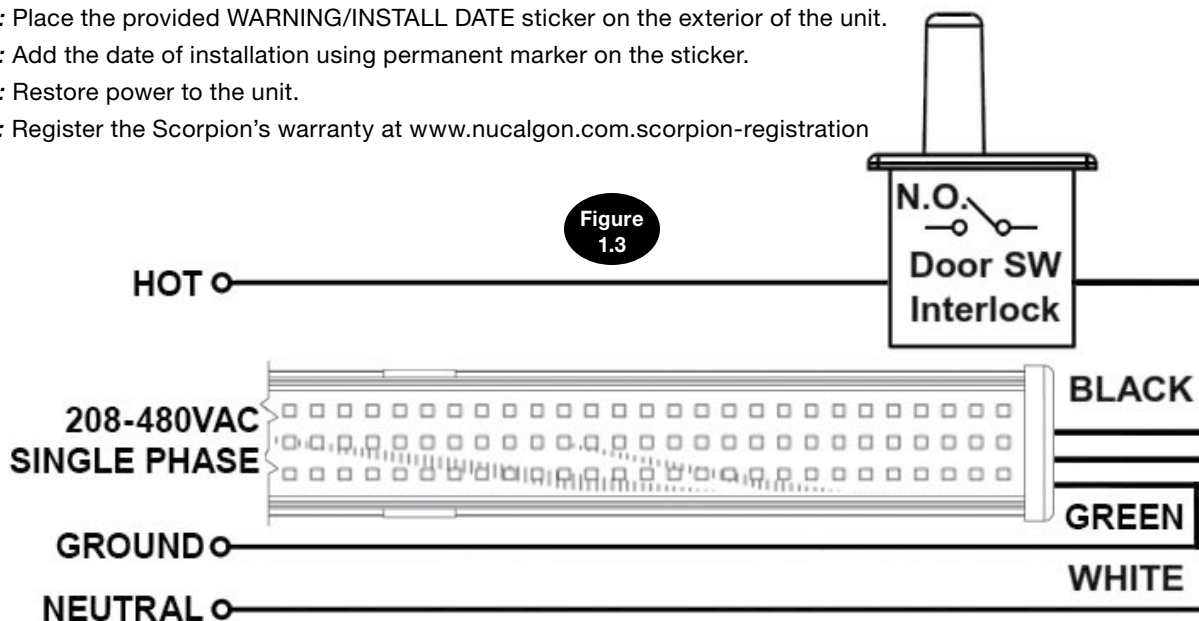 : Place the provided WARNING/INSTALL DATE sticker on the exterior of the unit.
: Add the date of installation using permanent marker on the sticker.
: Restore power to the unit.
: Register the Scorpion’s warranty at www.nucalgon.com.scorpion-registration
Figure
1.3
N.O.
Door SW
Interlock
HOT
208-480VAC
SINGLE PHASE
BLACK
GREEN
GROUND
WHITE
NEUTRAL